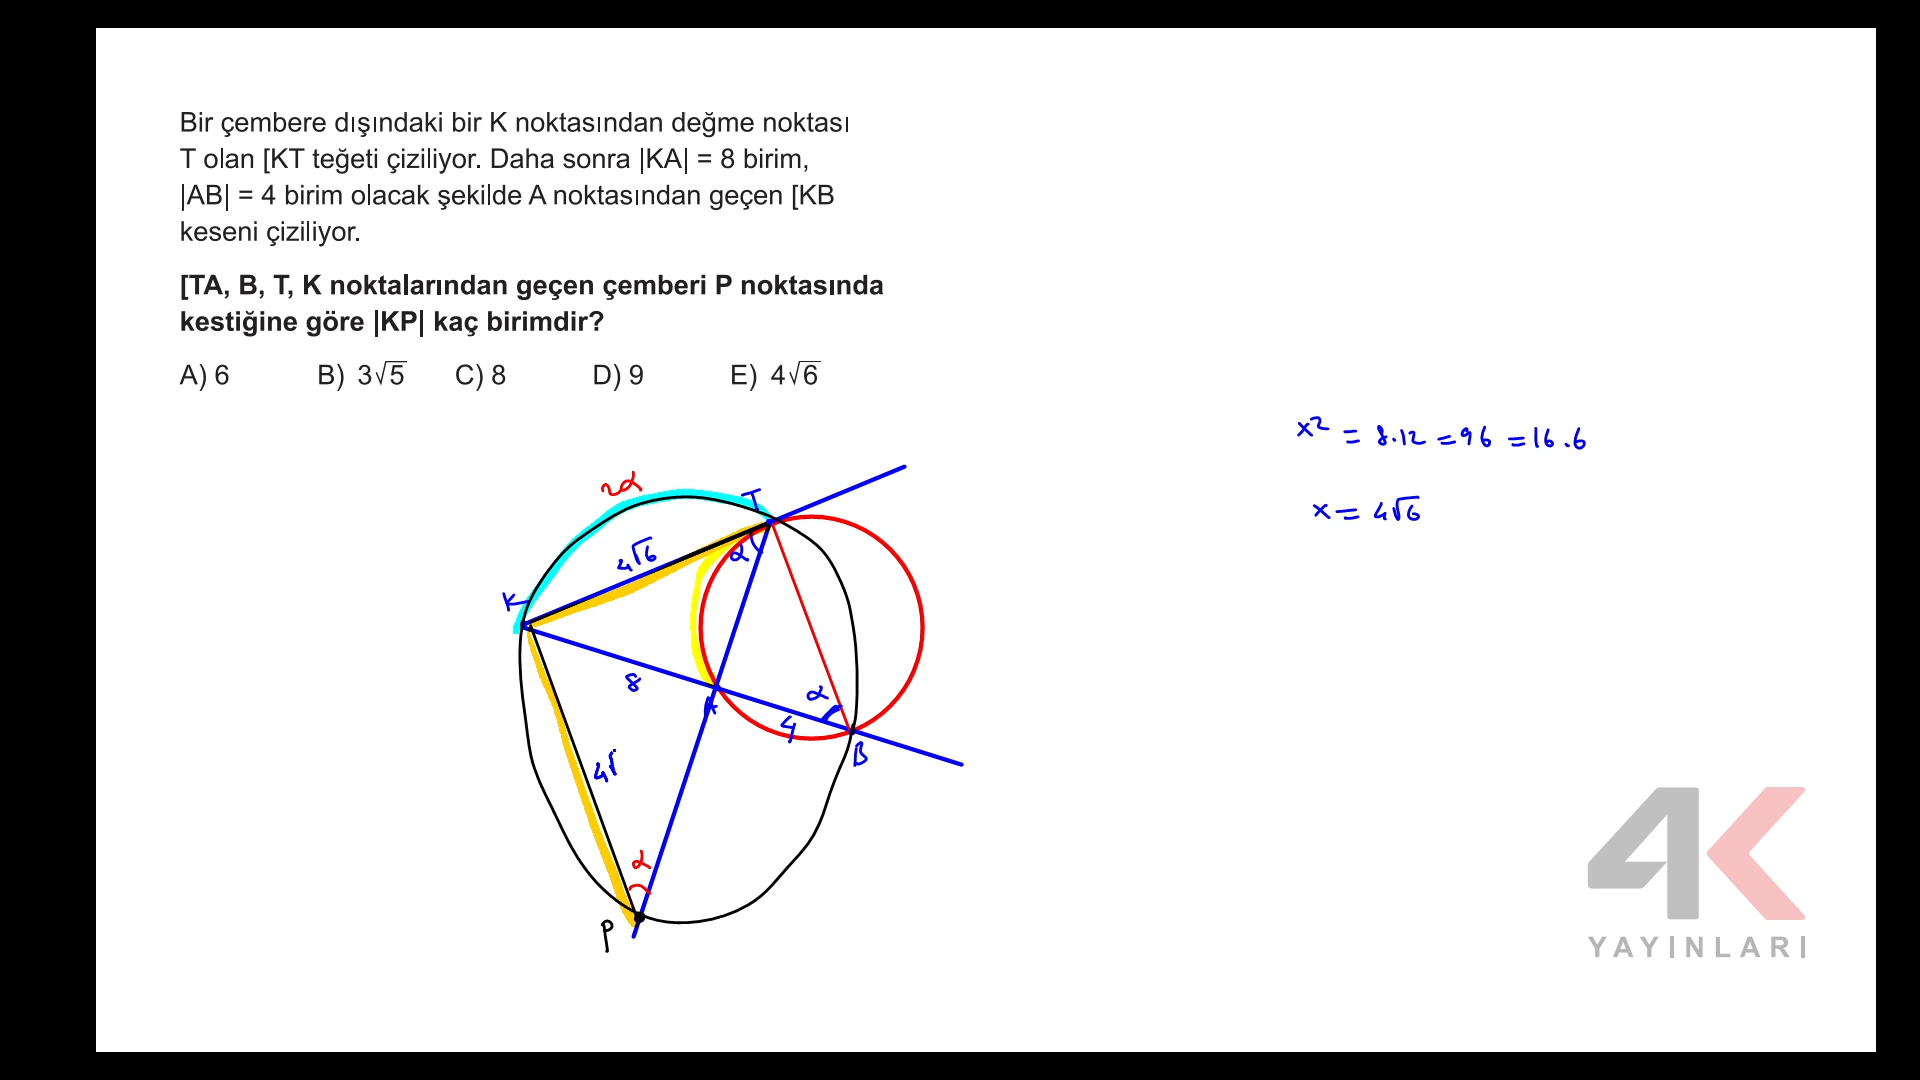 Bir çembere dışındaki bir K noktasından değme noktası
T olan [KT teğeti çiziliyor. Daha sonra |KA| = 8 birim,
|AB| = 4 birim olacak şekilde A noktasından geçen [KB
keseni çiziliyor.
[TA, B, T, K noktalarından geçen çemberi P noktasında
kestiğine göre |KP| kaç birimdir?
A) 6 B) 3√5 C) 8 D) 9 E) 4√6
x² = 8.12 = 96 = 16.6
x = 4√6
2α
T
4√6
α
K
8
A
α
4
B
4√
α
P
4K
YAYINLARI